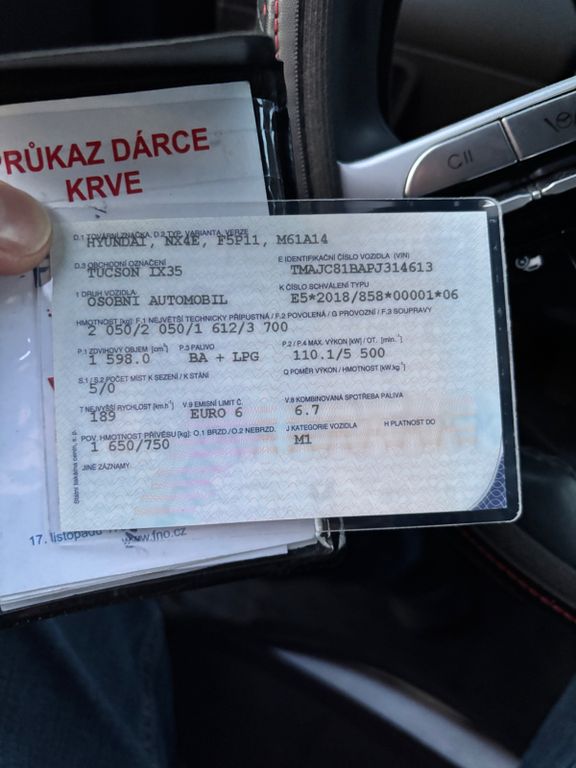 PRŮKAZ DÁRCE
KRVE
D.1 TOVÁRNÍ ZNAČKA, D.2 TYP, VARIANTA, VERZE
HYUNDAI, NX4E, F5P11, M61A14
D.3 OBCHODNÍ OZNAČENÍ
TUCSON IX35
E IDENTIFIKAČNÍ ČÍSLO VOZIDLA (VIN)
TMAJC81BAPJ314613
DRUH VOZIDLA
OSOBNÍ AUTOMOBIL
K ČÍSLO SCHVÁLENÍ TYPU
E5*2018/858*00001*06
HMOTNOST [kg]: F.1 NEJVĚTŠÍ TECHNICKY PŘÍPUSTNÁ / F.2 POVOLENÁ / G PROVOZNÍ / F.3 SOUPRAVY
2 050/2 050/1 612/3 700
P.1 ZDVIHOVÝ OBJEM [cm³]
1 598.0
P.3 PALIVO
BA + LPG
P.2 / P.4 MAX. VÝKON [kW] / OT. [min⁻¹]
110.1/5 500
S.1 / S.2 POČET MÍST K SEZENÍ / K STÁNÍ
5/0
Q POMĚR VÝKON / HMOTNOST [kW.kg⁻¹]
T NEJVYŠŠÍ RYCHLOST [km.h⁻¹]
189
V.9 EMISNÍ LIMIT Č.
EURO 6
V.8 KOMBINOVANÁ SPOTŘEBA PALIVA
6.7
POV. HMOTNOST PŘÍVĚSU [kg]: O.1 BRZD. / O.2 NEBRZD.
1 650/750
J KATEGORIE VOZIDLA
M1
H PLATNOST DO
JINÉ ZÁZNAMY
Státní tiskárna cenin, s. p.
17. listopadu
www.fno.cz